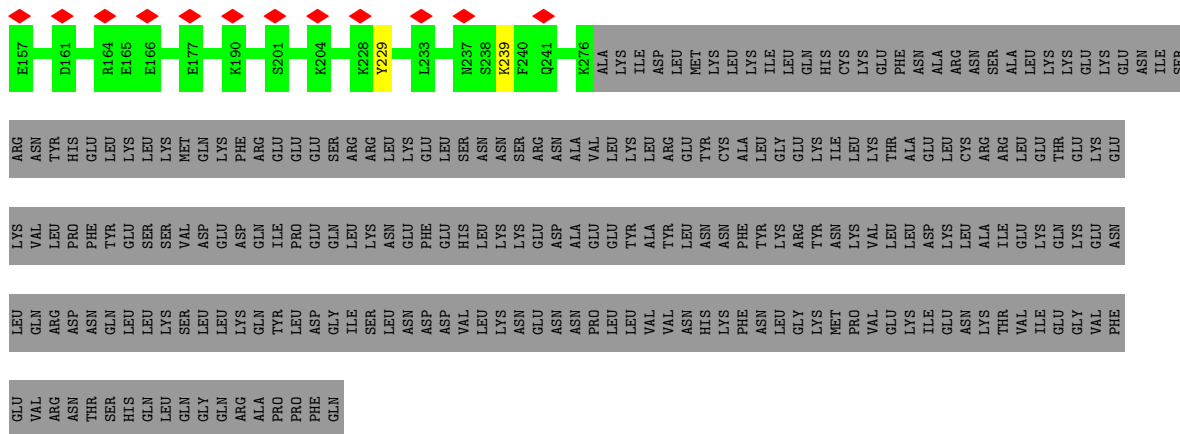 E157 D161 R164 E165 E166 E177 K190 S201 K204 K228 Y229 L233 N237 S238 K239 F240 Q241 K276 ALA LYS ILE ASP LEU MET LYS LEU LYS ILE LEU GLN HIS CYS LYS GLU PHE ASN ALA ARG ASN SER ALA LEU LYS LYS GLU LYS GLU ASN ILE SER
ARG ASN TYR HIS GLU LEU LYS LEU LYS MET GLN LYS PHE ARG GLU GLU GLU SER ARG ARG LEU LYS GLU LEU SER ASN ASN SER ARG ASN ALA VAL LEU LYS LEU ARG GLU TYR CYS ALA LEU GLY GLU LYS ILE LEU LYS THR ALA GLU LEU CYS ARG ARG LEU GLU THR GLU LYS GLU
LYS VAL LEU PRO PHE TYR GLU SER SER VAL ASP GLU ASP GLN ILE PRO GLU GLN LEU LYS ASN GLU PHE GLU HIS LEU LYS LYS GLU ASP ALA GLU GLU TYR ALA TYR LEU ASN ASN PHE TYR LYS ARG TYR ASN LYS VAL LEU LEU ASP LYS LEU ALA ILE GLU LYS GLN LYS GLU ASN
LEU GLN ARG ASP ASN GLN LEU LEU LYS SER LEU LEU LYS GLN TYR LEU ASP GLY ILE SER LEU ASN ASP ASP VAL LEU LYS ASN GLU ASN ASN PRO LEU LEU VAL VAL ASN HIS LYS PHE ASN LEU GLY LYS MET PRO VAL GLU LYS ILE GLU ASN LYS THR VAL ILE GLU GLY VAL PHE
GLU VAL ARG ASN THR SER HIS GLN LEU GLN GLY GLN ARG ALA PRO PRO PHE GLN